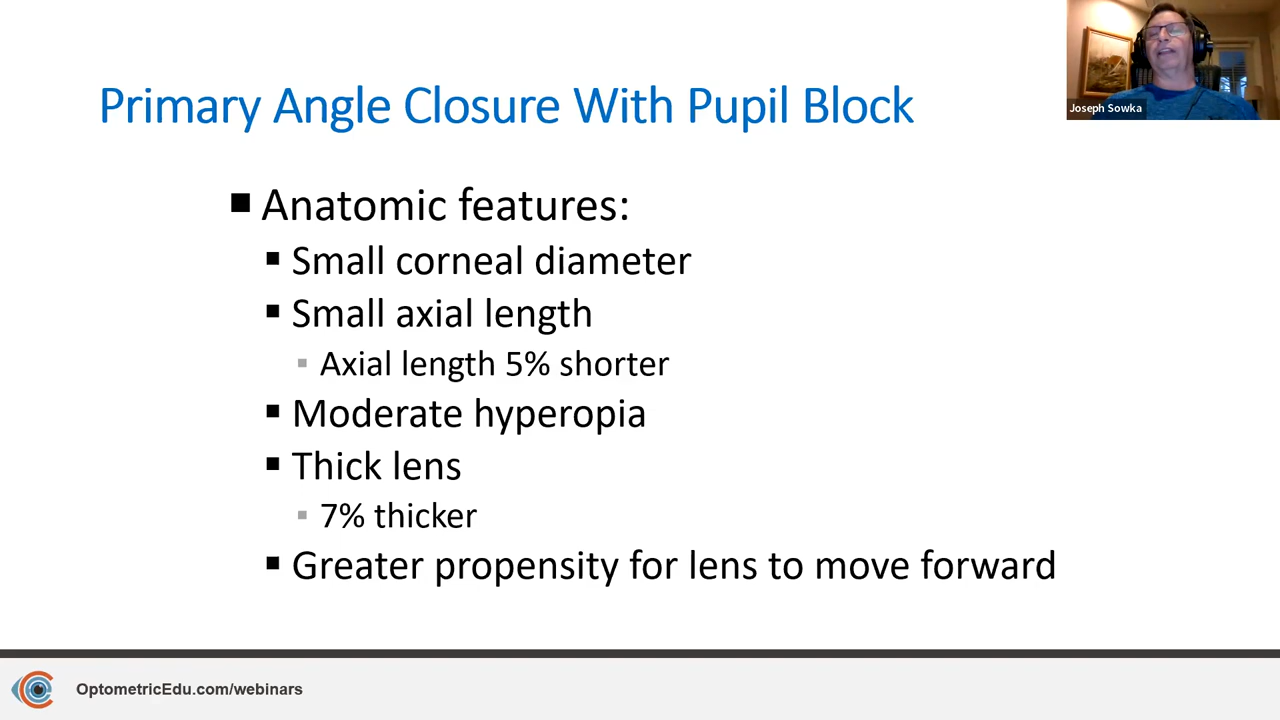 Joseph Sowka
Primary Angle Closure With Pupil Block
Anatomic features:
Small corneal diameter
Small axial length
Axial length 5% shorter
Moderate hyperopia
Thick lens
7% thicker
Greater propensity for lens to move forward
OptometricEdu.com/webinars